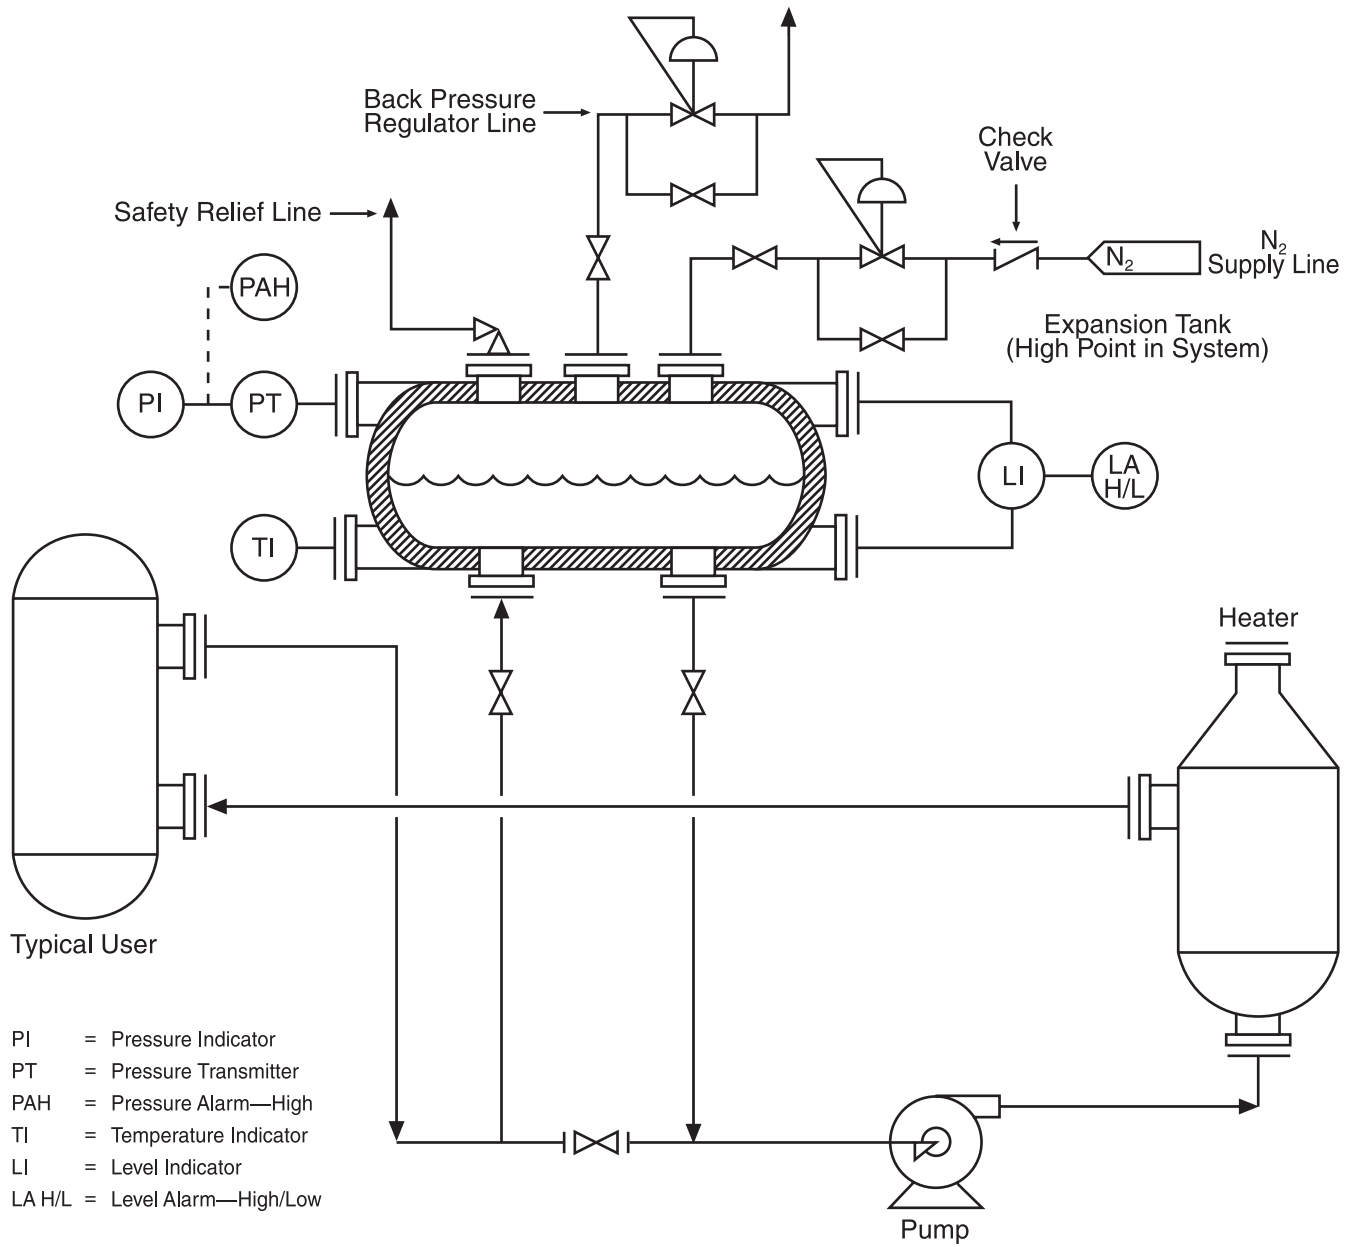 Back Pressure
Regulator Line
Check
Valve
Safety Relief Line
N₂
N₂
Supply Line
PAH
Expansion Tank
(High Point in System)
PI
PT
LI
LA
H/L
TI
Heater
Typical User
PI = Pressure Indicator
PT = Pressure Transmitter
PAH = Pressure Alarm—High
TI = Temperature Indicator
LI = Level Indicator
LA H/L = Level Alarm—High/Low
Pump